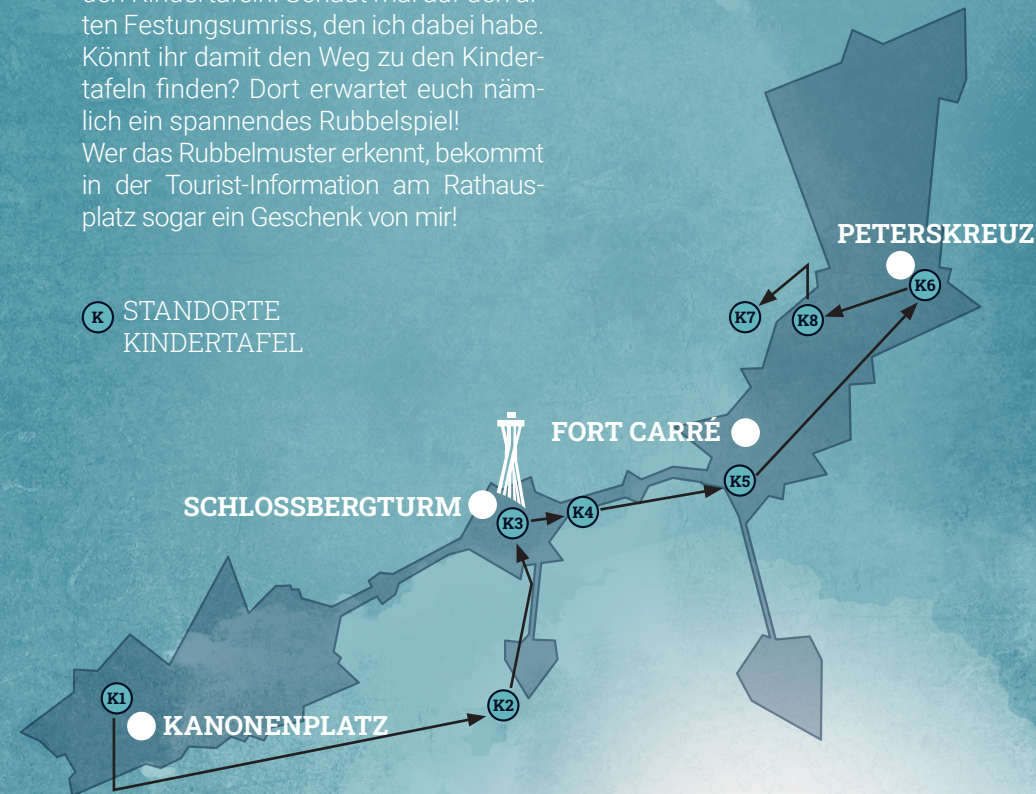 ten Festungsumriss, den ich dabei habe.
Könnt ihr damit den Weg zu den Kinder-
tafeln finden? Dort erwartet euch näm-
lich ein spannendes Rubbelspiel!
Wer das Rubbelmuster erkennt, bekommt
in der Tourist-Information am Rathaus-
platz sogar ein Geschenk von mir!
PETERSKREUZ
K6
K STANDORTE
KINDERTAFEL
K7
K8
FORT CARRÉ
K5
SCHLOSSBERGTURM
K3
K4
K1
K2
KANONENPLATZ